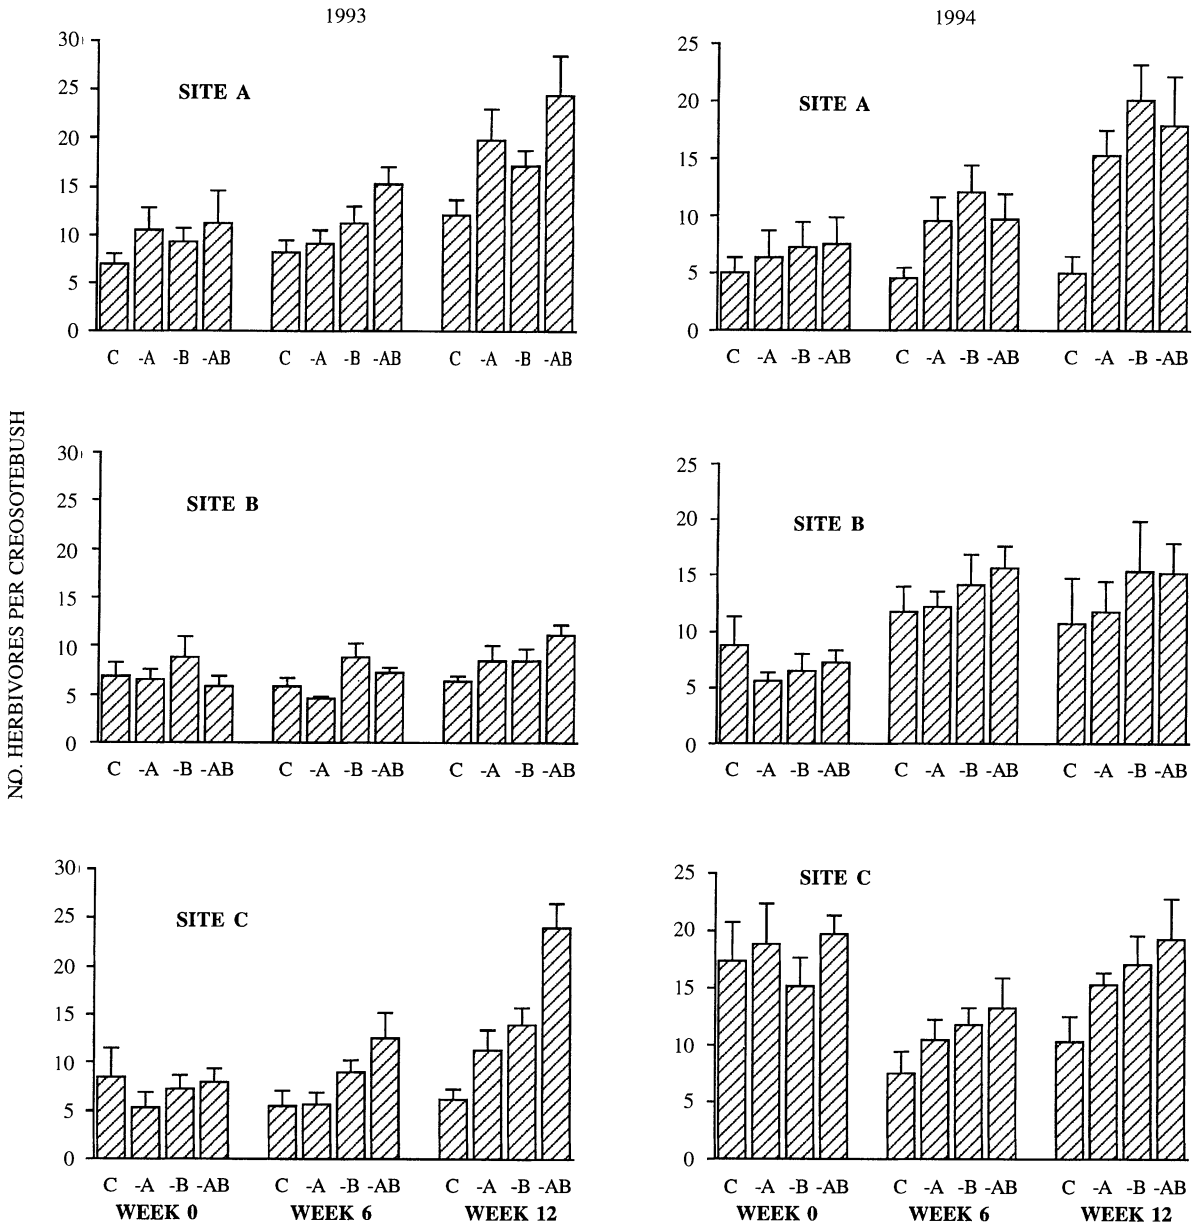 1993
1994
30
25
20
15
10
5
0
SITE A
C -A -B -AB C -A -B -AB C -A -B -AB
25
20
15
10
5
0
SITE A
C -A -B -AB C -A -B -AB C -A -B -AB
NO. HERBIVORES PER CREOSOTEBUSH
30
25
20
15
10
5
0
SITE B
C -A -B -AB C -A -B -AB C -A -B -AB
25
20
15
10
5
0
SITE B
C -A -B -AB C -A -B -AB C -A -B -AB
30
25
20
15
10
5
0
SITE C
C -A -B -AB C -A -B -AB C -A -B -AB
WEEK 0 WEEK 6 WEEK 12
25
20
15
10
5
0
SITE C
C -A -B -AB C -A -B -AB C -A -B -AB
WEEK 0 WEEK 6 WEEK 12